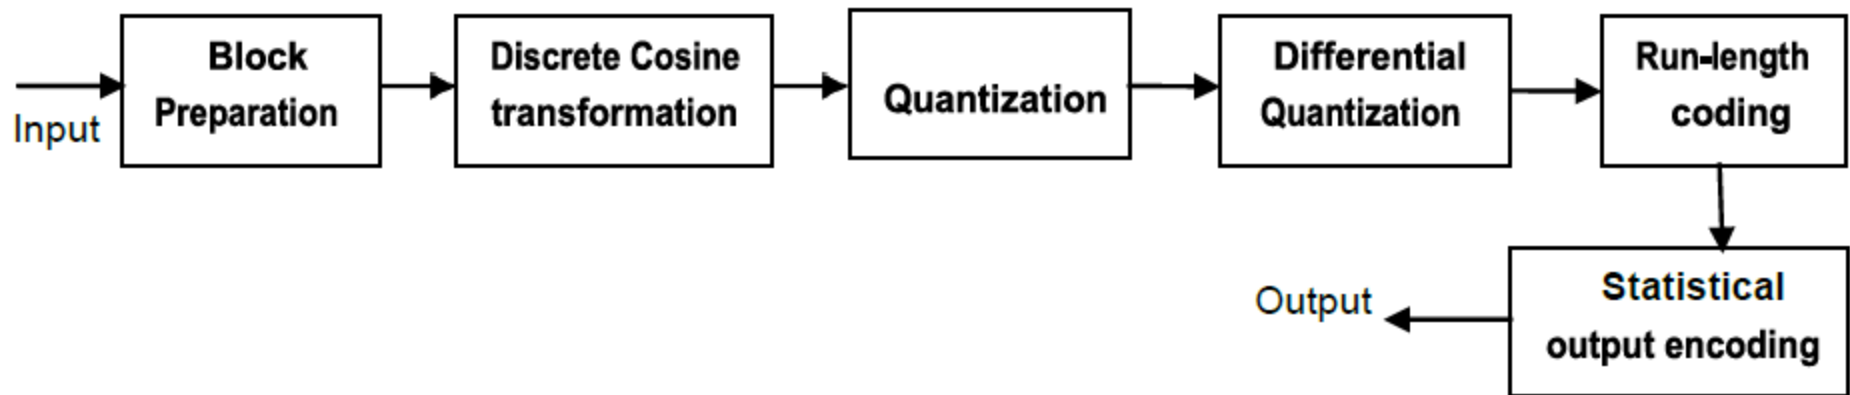 Input
Block
Preparation
Discrete Cosine
transformation
Quantization
Differential
Quantization
Run-length
coding
Statistical
output encoding
Output